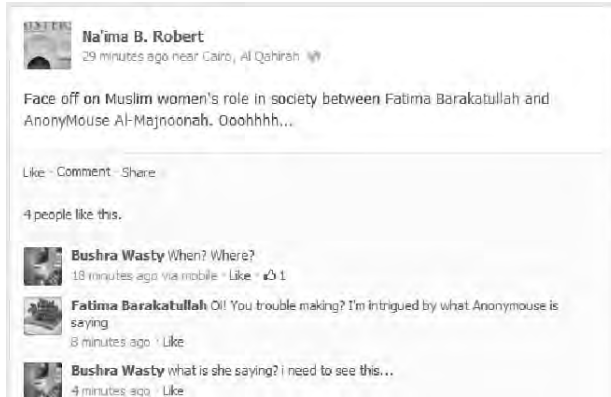 Na'ima B. Robert
29 minutes ago near Cairo, Al Qahirah
Face off on Muslim women's role in society between Fatima Barakatullah and
AnonyMouse Al-Majnoonah. Ooohhhh...
Like · Comment · Share
4 people like this.
Bushra Wasty When? Where?
18 minutes ago via mobile · Like · 1
Fatima Barakatullah Oi! You trouble making? I'm intrigued by what Anonymouse is
saying
8 minutes ago · Like
Bushra Wasty what is she saying? i need to see this...
4 minutes ago · Like